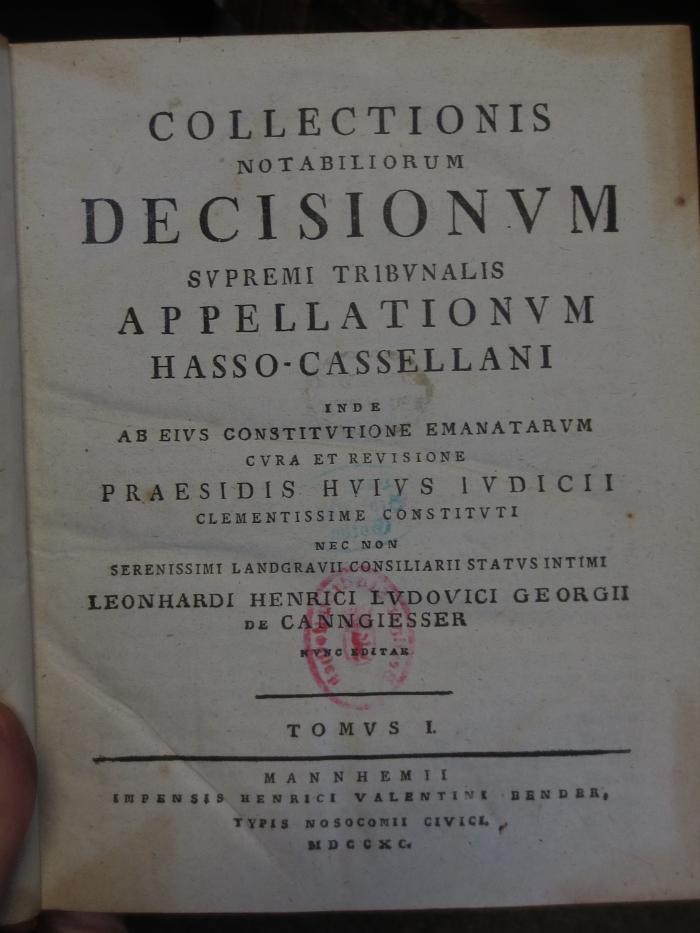 COLLECTIONIS
NOTABILIORUM
DECISIONVM
SVPREMI TRIBVNALIS
APPELLATIONVM
HASSO-CASSELLANI
INDE
AB EIVS CONSTITVTIONE EMANATARVM
CVRA ET REVISIONE
PRAESIDIS HVIVS IVDICII
CLEMENTISSIME CONSTITVTI
NEC NON
SERENISSIMI LANDGRAVII CONSILIARII STATVS INTIMI
LEONHARDI HENRICI LVDOVICI GEORGII
DE CANNGIESSER
NVNC EDITAE
TOMVS I.
MANNHEMII
IMPENSIS HENRICI VALENTINI BENDER,
TYPIS NOSOCOMII CIVICI.
MDCCXC.